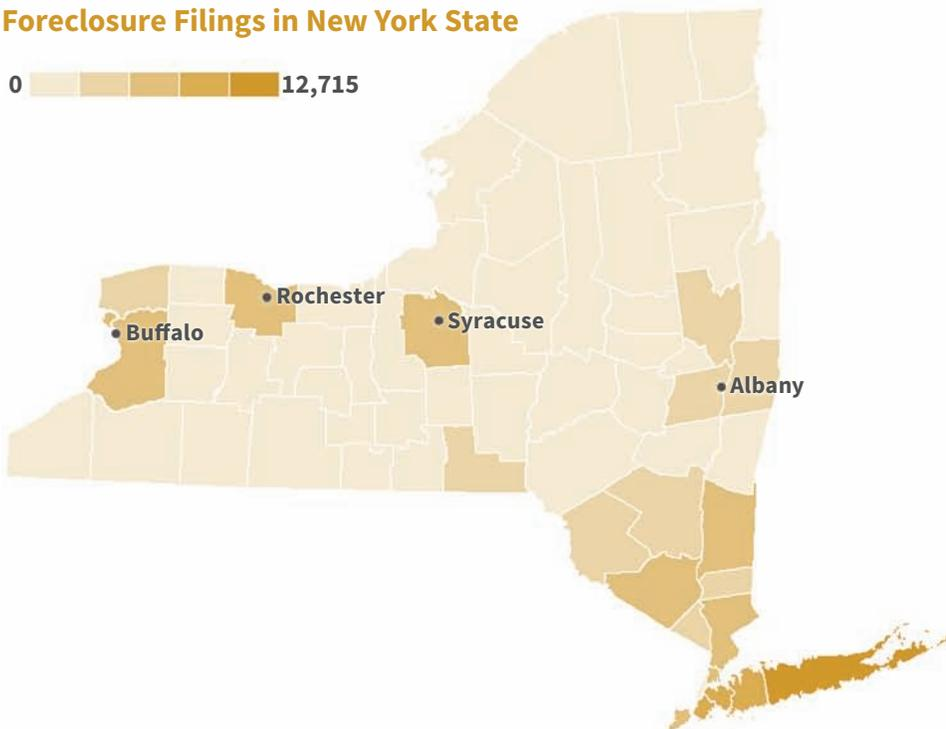 Foreclosure Filings in New York State
0 12,715
Rochester
Syracuse
Buffalo
Albany